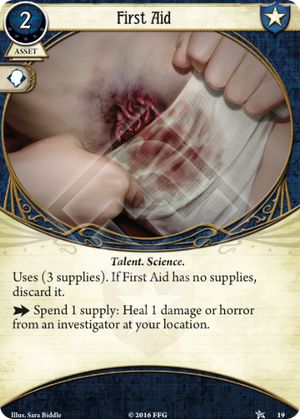 2
First Aid
ASSET
Talent. Science.
Uses (3 supplies). If First Aid has no supplies,
discard it.
Spend 1 supply: Heal 1 damage or horror
from an investigator at your location.
Illus. Sara Biddle
© 2016 FFG
19